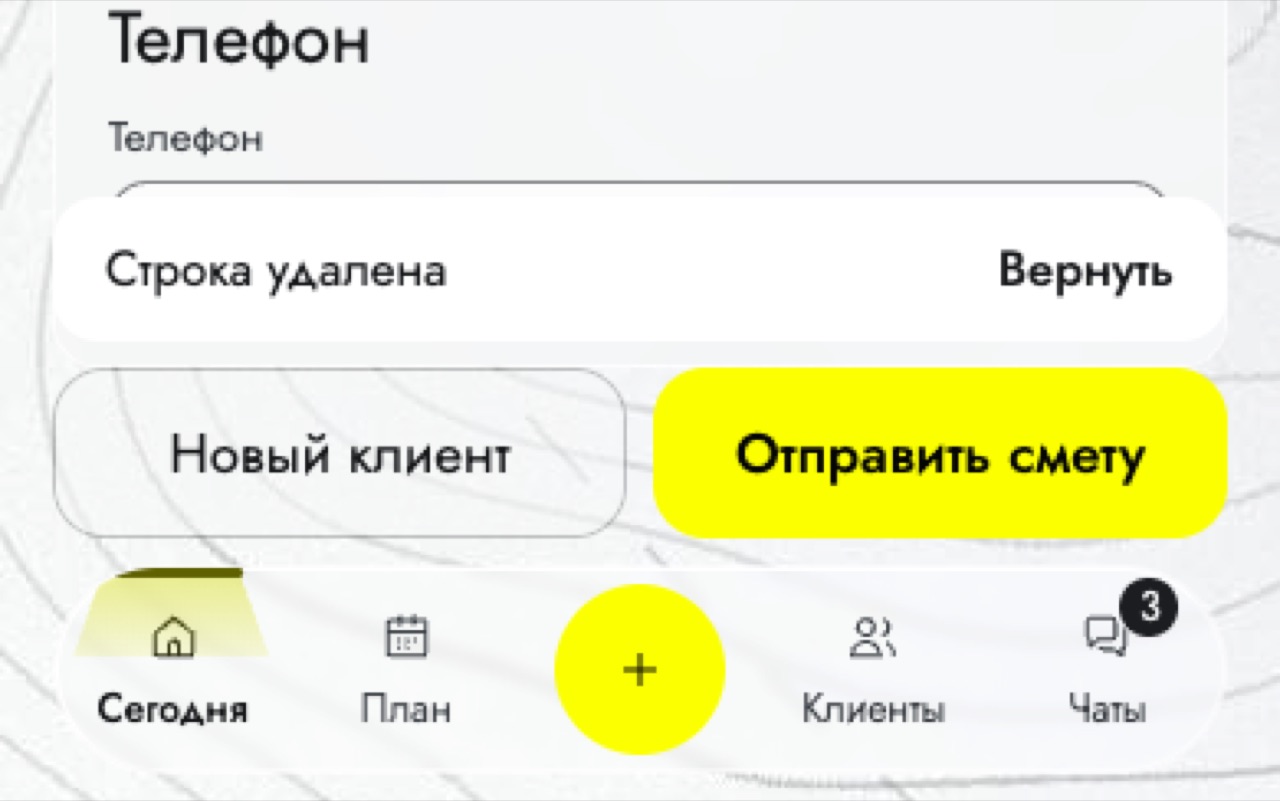 Телефон
Телефон
Строка удалена Вернуть
Новый клиент Отправить смету
3
Сегодня План + Клиенты Чаты